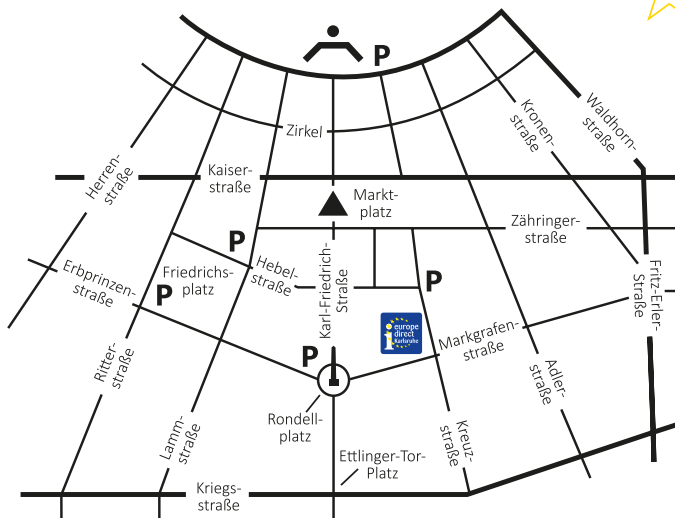 P
Zirkel
Kronen-
straße
Waldhorn-
straße
Herren-
straße
Kaiser-
straße
Markt-
platz
Zähringer-
straße
P
Hebel-
straße
Karl-Friedrich-
Straße
Erbprinzen-
straße
Friedrichs-
platz
P
P
Fritz-Erler-
Straße
europe
direct
Karlsruhe
Markgrafen-
straße
P
Ritter-
straße
Adler-
straße
Rondell-
platz
Lamm-
straße
Kreuz-
straße
Ettlinger-Tor-
Platz
Kriegs-
straße